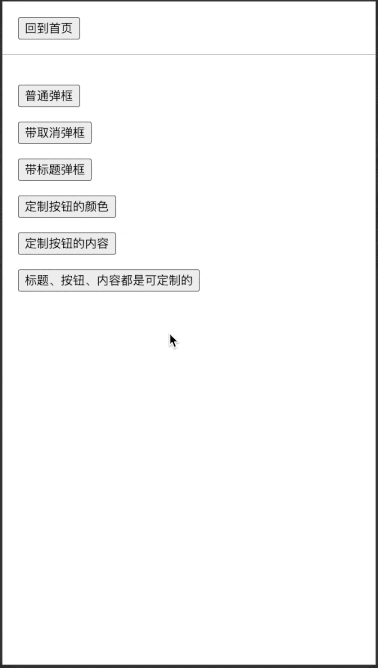 回到首页
普通弹框
带取消弹框
带标题弹框
定制按钮的颜色
定制按钮的内容
标题、按钮、内容都是可定制的